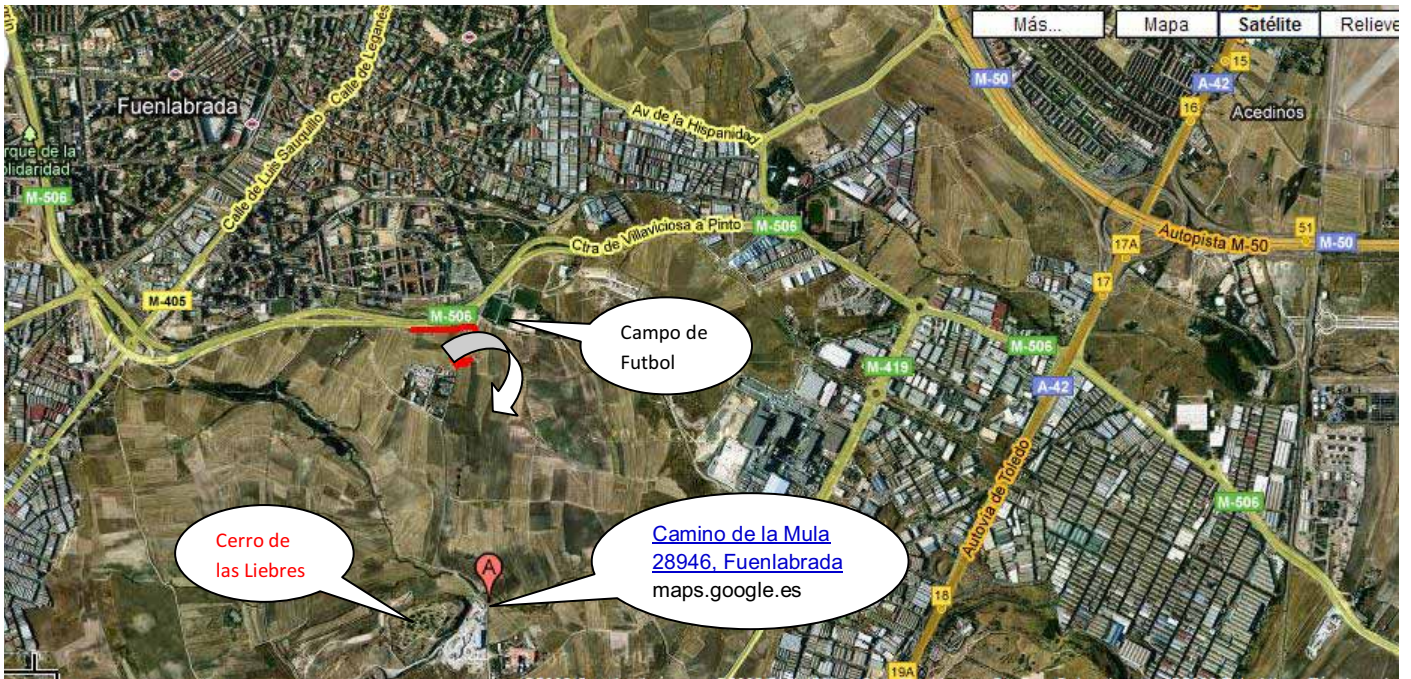 Más...
Mapa
Satélite
Relieve
15
M-50
A-42
16
Acedinos
Fuenlabrada
Calle de Luis Sauquillo
Calle de Leganés
Av de la Hispanidad
rque de la
olidaridad
M-506
M-506
Ctra de Villaviciosa a Pinto
17A
Autopista M-50
51
M-50
17
M-405
M-506
Campo de
Futbol
M-506
M-419
A-42
Autovía de Toledo
M-506
Cerro de
las Liebres
A
Camino de la Mula
28946, Fuenlabrada
maps.google.es
18
19A